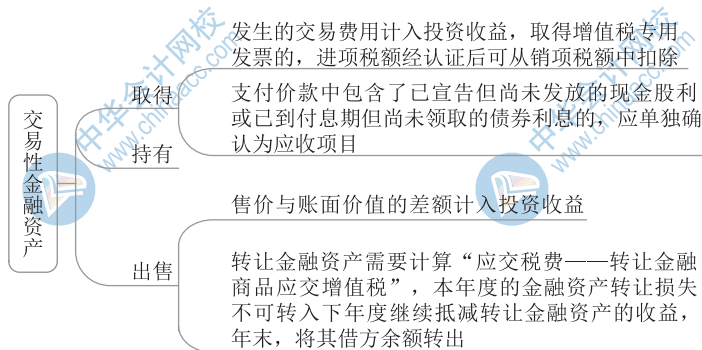 交易性金融资产
取得
发生的交易费用计入投资收益，取得增值税专用
发票的，进项税额经认证后可从销项税额中扣除
支付价款中包含了已宣告但尚未发放的现金股利
或已到付息期但尚未领取的债券利息的，应单独确
认为应收项目
持有
出售
售价与账面价值的差额计入投资收益
转让金融资产需要计算“应交税费——转让金融
商品应交增值税”，本年度的金融资产转让损失
不可转入下年度继续抵减转让金融资产的收益，
年末，将其借方余额转出
中华会计网校
www.chinaacc.com
中华会计网校
www.chinaacc.com